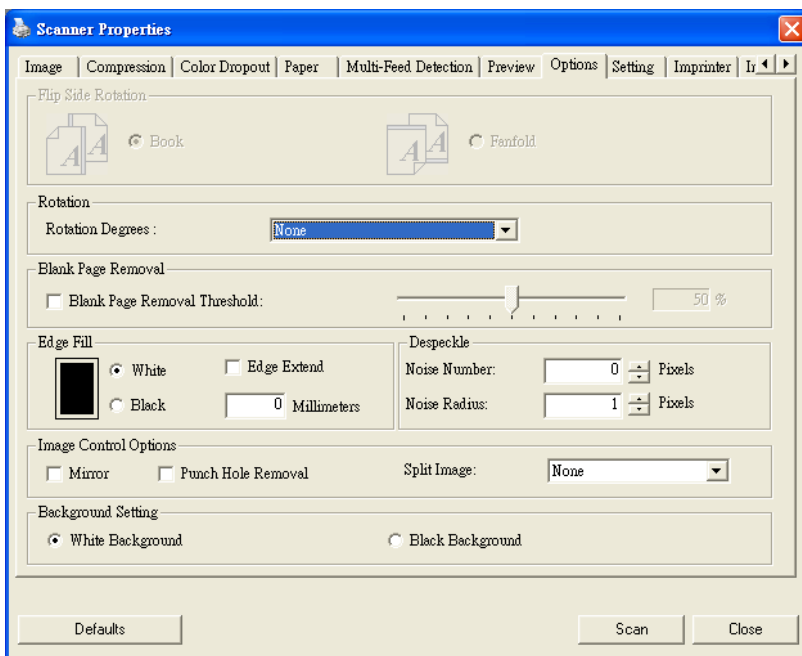 Scanner Properties
Image Compression Color Dropout Paper Multi-Feed Detection Preview Options Setting Imprinter
Flip Side Rotation
A A Book A A Fanfold
Rotation
Rotation Degrees : None
Blank Page Removal
Blank Page Removal Threshold: 50 %
Edge Fill Despeckle
White Edge Extend Noise Number: 0 Pixels
Black 0 Millimeters Noise Radius: 1 Pixels
Image Control Options
Mirror Punch Hole Removal Split Image: None
Background Setting
White Background Black Background
Defaults Scan Close